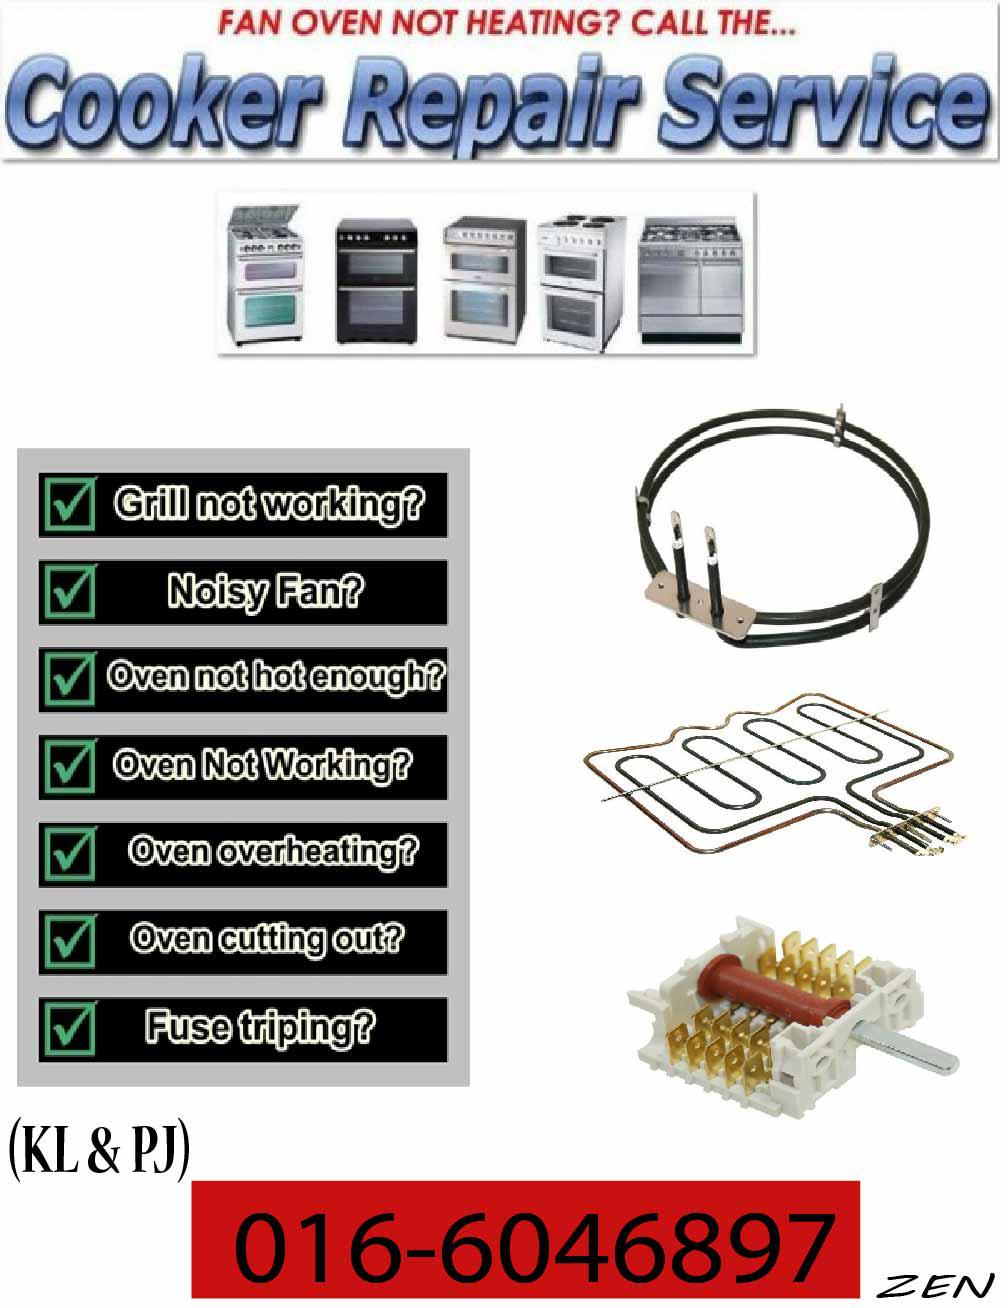 FAN OVEN NOT HEATING? CALL THE...
Cooker Repair Service
Grill not working?
Noisy Fan?
Oven not hot enough?
Oven Not Working?
Oven overheating?
Oven cutting out?
Fuse triping?
(KL & PJ)
016-6046897
ZEN